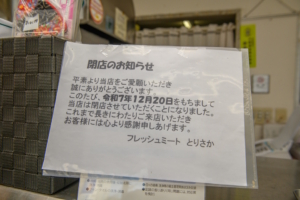 閉店のお知らせ
平素より当店をご愛顧いただき
誠にありがとうございます。
このたび、令和7年12月20日をもちまして
当店は閉店させていただくことになりました。
これまで長きにわたりご来店いただき
お客様には心より感謝申しあげます。
フレッシュミート とりさか